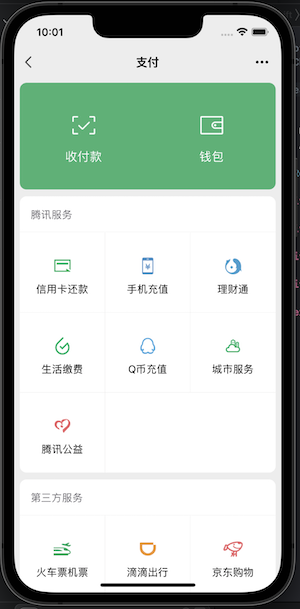 10:01
支付
收付款
钱包
腾讯服务
信用卡还款
手机充值
理财通
生活缴费
Q币充值
城市服务
腾讯公益
第三方服务
火车票机票
滴滴出行
京东购物